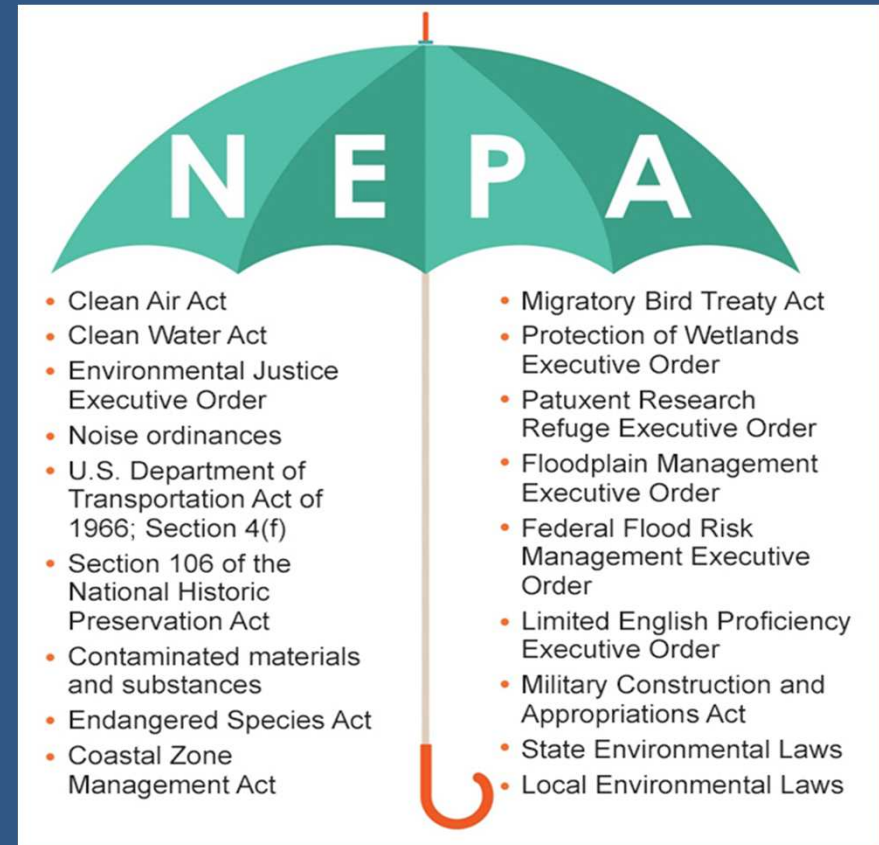 NEPA
• Clean Air Act
• Clean Water Act
• Environmental Justice
Executive Order
• Noise ordinances
• U.S. Department of
Transportation Act of
1966; Section 4(f)
• Section 106 of the
National Historic
Preservation Act
• Contaminated materials
and substances
• Endangered Species Act
• Coastal Zone
Management Act
• Migratory Bird Treaty Act
• Protection of Wetlands
Executive Order
• Patuxent Research
Refuge Executive Order
• Floodplain Management
Executive Order
• Federal Flood Risk
Management Executive
Order
• Limited English Proficiency
Executive Order
• Military Construction and
Appropriations Act
• State Environmental Laws
• Local Environmental Laws